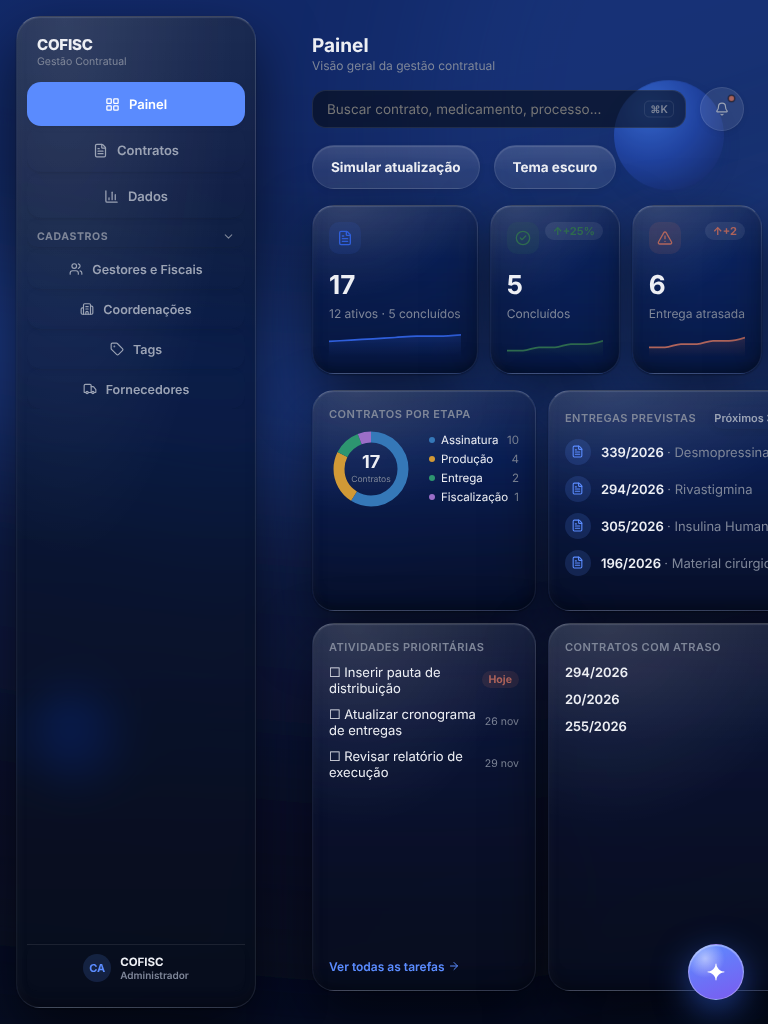 COFISC
Gestão Contratual
Painel
Contratos
Dados
CADASTROS
Gestores e Fiscais
Coordenações
Tags
Fornecedores
CA
COFISC
Administrador
Painel
Visão geral da gestão contratual
Buscar contrato, medicamento, processo...
⌘K
Simular atualização
Tema escuro
17
12 ativos · 5 concluídos
↑+25%
5
Concluídos
↑+2
6
Entrega atrasada
CONTRATOS POR ETAPA
17
Contratos
Assinatura 10
Produção 4
Entrega 2
Fiscalização 1
ENTREGAS PREVISTAS Próximos
339/2026 · Desmopressina
294/2026 · Rivastigmina
305/2026 · Insulina Human
196/2026 · Material cirúrgic
ATIVIDADES PRIORITÁRIAS
☐ Inserir pauta de
distribuição
Hoje
☐ Atualizar cronograma
de entregas
26 nov
☐ Revisar relatório de
execução
29 nov
Ver todas as tarefas →
CONTRATOS COM ATRASO
294/2026
20/2026
255/2026